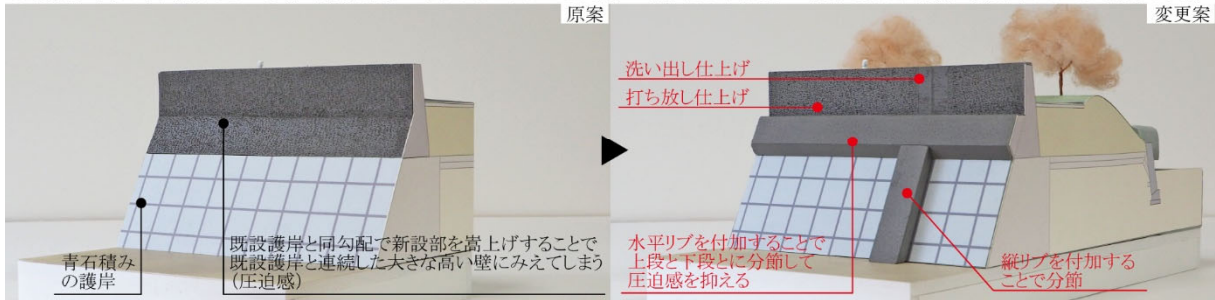 原案
青石積み
の護岸
既設護岸と同勾配で新設部を嵩上げすることで
既設護岸と連続した大きな高い壁にみえてしまう
(圧迫感)
変更案
洗い出し仕上げ
打ち放し仕上げ
水平リブを付加することで
上段と下段とに分節して
圧迫感を抑える
縦リブを付加する
ことで分節